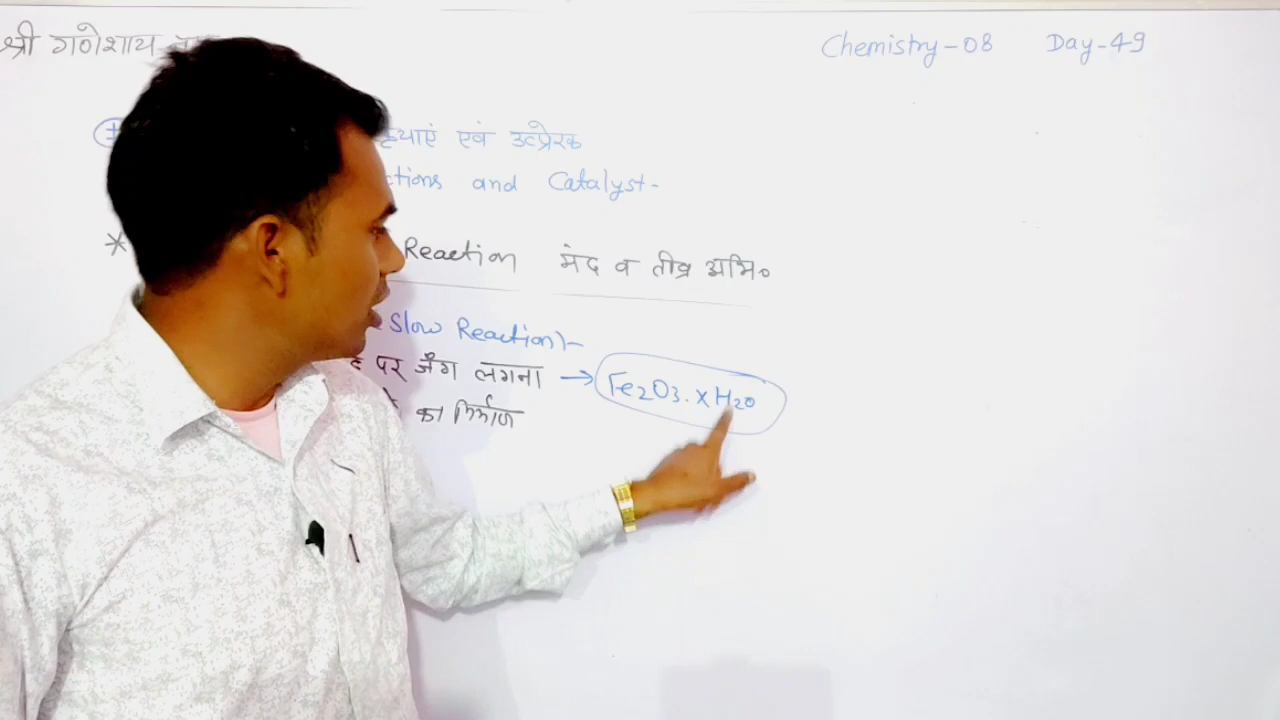 श्री गणेशाय
Chemistry-08 Day-49
एवं उत्प्रेरक
and Catalyst-
* Reaction मंद व तीव्र अभि०
Slow Reaction)-
पर जँग लगना → Fe2O3.xH2O
का निर्माण